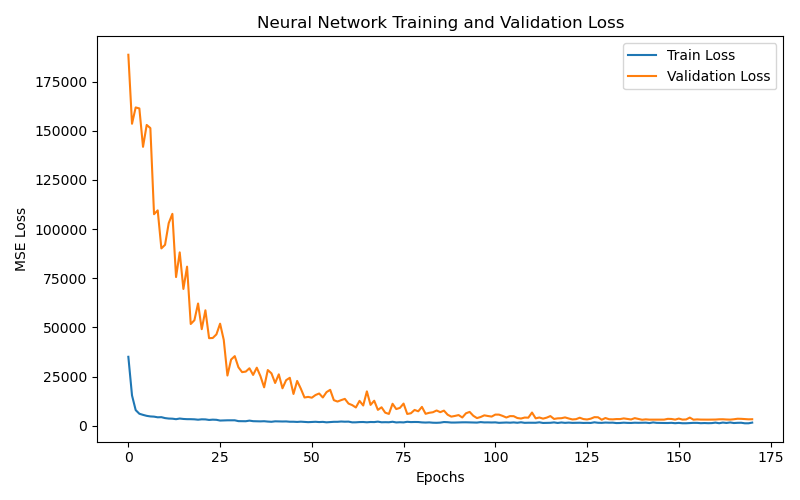 Neural Network Training and Validation Loss
Train Loss
Validation Loss
175000
150000
125000
100000
75000
50000
25000
0
MSE Loss
0 25 50 75 100 125 150 175
Epochs